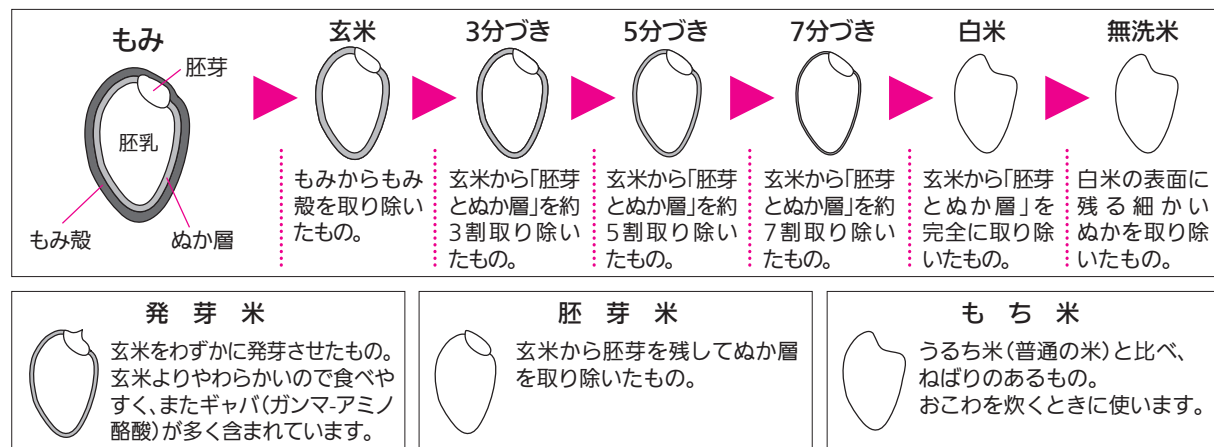 もみ
胚芽
胚乳
もみ殻
ぬか層
玄米
もみからもみ
殻を取り除い
たもの。
3分づき
玄米から「胚芽
とぬか層」を約
3割取り除い
たもの。
5分づき
玄米から「胚芽
とぬか層」を約
5割取り除い
たもの。
7分づき
玄米から「胚芽
とぬか層」を約
7割取り除い
たもの。
白米
玄米から「胚芽
とぬか層」を
完全に取り除
いたもの。
無洗米
白米の表面に
残る細かい
ぬかを取り除
いたもの。
発芽米
玄米をわずかに発芽させたもの。
玄米よりやわらかいので食べや
すく、またギャバ(ガンマ-アミノ
酪酸)が多く含まれています。
胚芽米
玄米から胚芽を残してぬか層
を取り除いたもの。
もち米
うるち米(普通の米)と比べ、
ねばりのあるもの。
おこわを炊くときに使います。